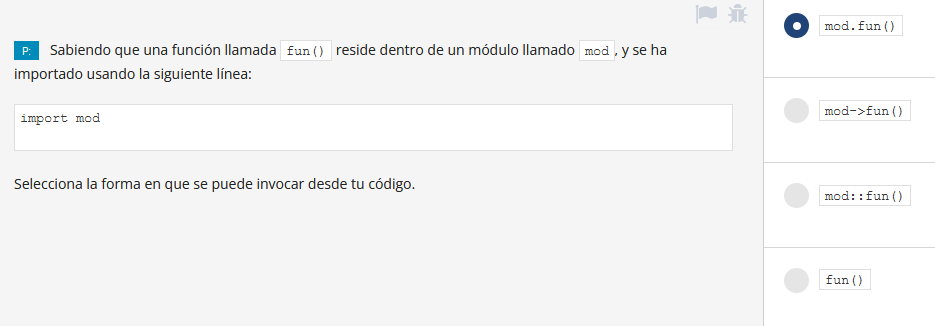 P: Sabiendo que una función llamada fun() reside dentro de un módulo llamado mod, y se ha
importado usando la siguiente línea:
import mod
Selecciona la forma en que se puede invocar desde tu código.
mod.fun()
mod->fun()
mod::fun()
fun()